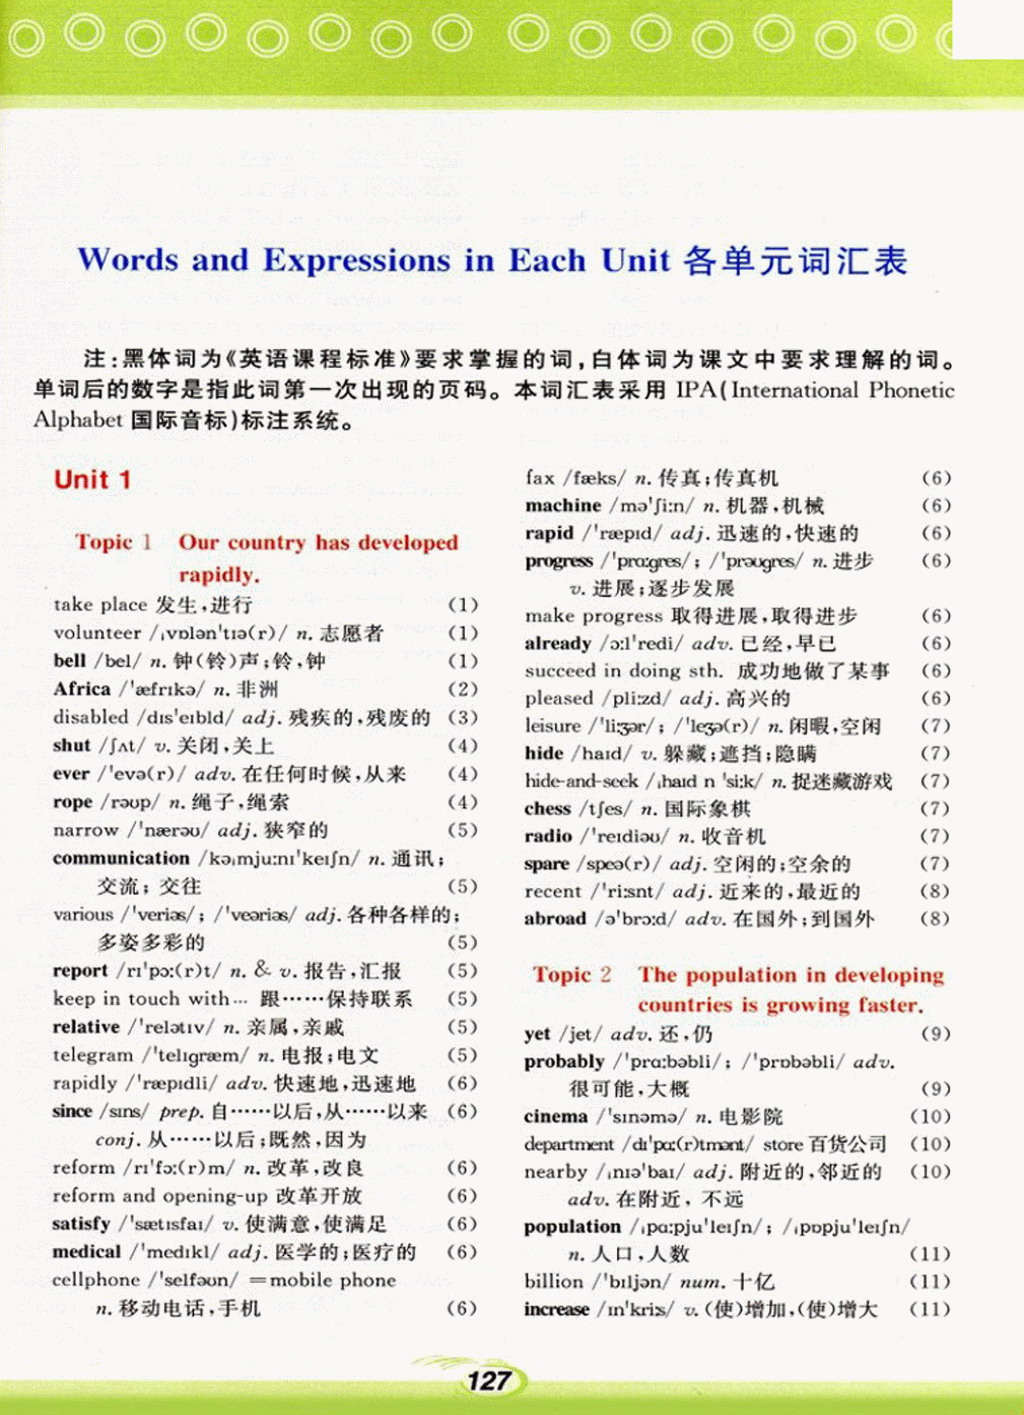 Words and Expressions in Each Unit 各单元词汇表
注:黑体词为《英语课程标准》要求掌握的词,白体词为课文中要求理解的词。
单词后的数字是指此词第一次出现的页码。本词汇表采用 IPA(International Phonetic
Alphabet 国际音标)标注系统。
Unit 1
Topic 1 Our country has developed
rapidly.
take place 发生,进行 (1)
volunteer /ˌvɒlən'tɪə(r)/ n. 志愿者 (1)
bell /bel/ n. 钟(铃)声;铃,钟 (1)
Africa /'æfrɪkə/ n. 非洲 (2)
disabled /dɪs'eɪbld/ adj. 残疾的,残废的 (3)
shut /ʃʌt/ v. 关闭,关上 (4)
ever /'evə(r)/ adv. 在任何时候,从来 (4)
rope /rəʊp/ n. 绳子,绳索 (4)
narrow /'nærəʊ/ adj. 狭窄的 (5)
communication /kəˌmjuːnɪ'keɪʃn/ n. 通讯;
交流；交往 (5)
various /'veriəs/; /'veəriəs/ adj. 各种各样的;
多姿多彩的 (5)
report /rɪ'pɔː(r)t/ n. & v. 报告,汇报 (5)
keep in touch with… 跟……保持联系 (5)
relative /'relətɪv/ n. 亲属,亲戚 (5)
telegram /'telɪgræm/ n. 电报;电文 (5)
rapidly /'ræpɪdli/ adv. 快速地,迅速地 (6)
since /sɪns/ prep. 自……以后,从……以来 (6)
conj. 从……以后;既然,因为
reform /rɪ'fɔː(r)m/ n. 改革,改良 (6)
reform and opening-up 改革开放 (6)
satisfy /'sætɪsfaɪ/ v. 使满意,使满足 (6)
medical /'medɪkl/ adj. 医学的;医疗的 (6)
cellphone /'selfəʊn/ =mobile phone
n. 移动电话,手机 (6)
fax /fæks/ n. 传真;传真机 (6)
machine /mə'ʃiːn/ n. 机器,机械 (6)
rapid /'ræpɪd/ adj. 迅速的,快速的 (6)
progress /'prɑːgres/; /'prəʊgres/ n. 进步 (6)
v. 进展;逐步发展
make progress 取得进展,取得进步 (6)
already /ɔːl'redi/ adv. 已经,早已 (6)
succeed in doing sth. 成功地做了某事 (6)
pleased /pliːzd/ adj. 高兴的 (6)
leisure /'liːʒər/; /'leʒə(r)/ n. 闲暇,空闲 (7)
hide /haɪd/ v. 躲藏;遮挡;隐瞒 (7)
hide-and-seek /ˌhaɪd n 'siːk/ n. 捉迷藏游戏 (7)
chess /tʃes/ n. 国际象棋 (7)
radio /'reɪdiəʊ/ n. 收音机 (7)
spare /speə(r)/ adj. 空闲的;空余的 (7)
recent /'riːsnt/ adj. 近来的,最近的 (8)
abroad /ə'brɔːd/ adv. 在国外;到国外 (8)
Topic 2 The population in developing
countries is growing faster.
yet /jet/ adv. 还,仍 (9)
probably /'prɑːbəbli/; /'prɒbəbli/ adv.
很可能,大概 (9)
cinema /'sɪnəmə/ n. 电影院 (10)
department /dɪ'pɑː(r)tmənt/ store 百货公司 (10)
nearby /ˌnɪə'baɪ/ adj. 附近的,邻近的 (10)
adv. 在附近，不远
population /ˌpɑːpju'leɪʃn/; /ˌpɒpju'leɪʃn/
n. 人口,人数 (11)
billion /'bɪljən/ num. 十亿 (11)
increase /ɪn'kriːs/ v. (使)增加,(使)增大 (11)
127